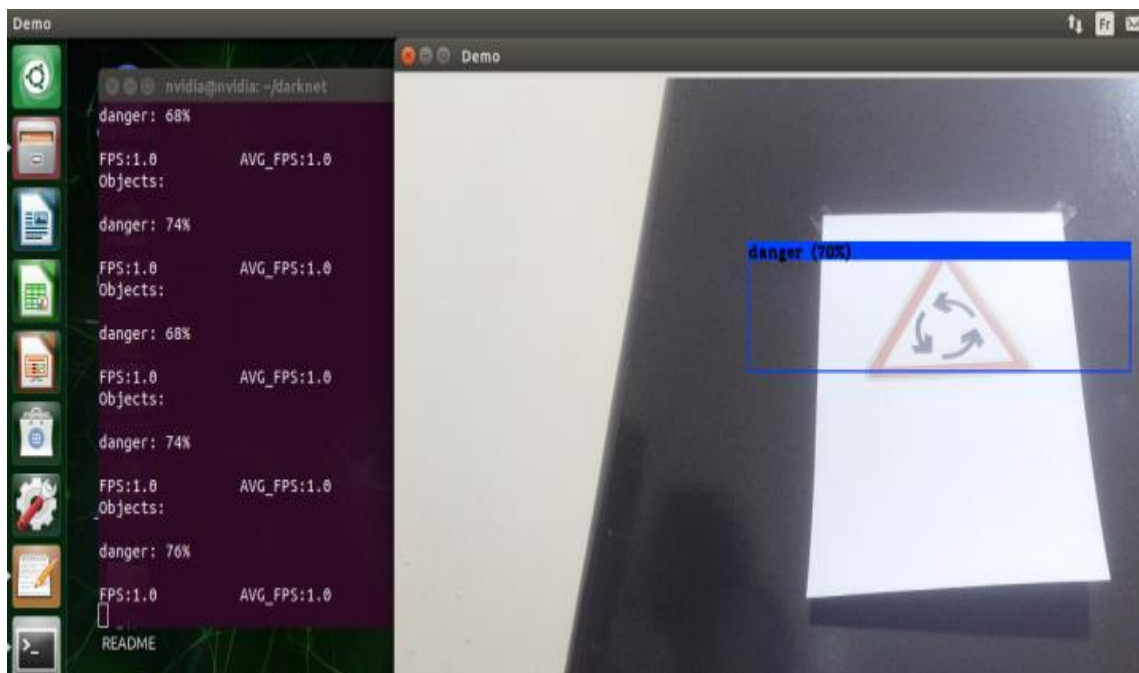 Demo
Fr
Demo
nvidia@nvidia: ~/darknet
danger: 68%
FPS:1.0 AVG_FPS:1.0
Objects:
danger: 74%
FPS:1.0 AVG_FPS:1.0
Objects:
danger: 68%
FPS:1.0 AVG_FPS:1.0
Objects:
danger: 74%
FPS:1.0 AVG_FPS:1.0
Objects:
danger: 76%
FPS:1.0 AVG_FPS:1.0
README
danger (70%)